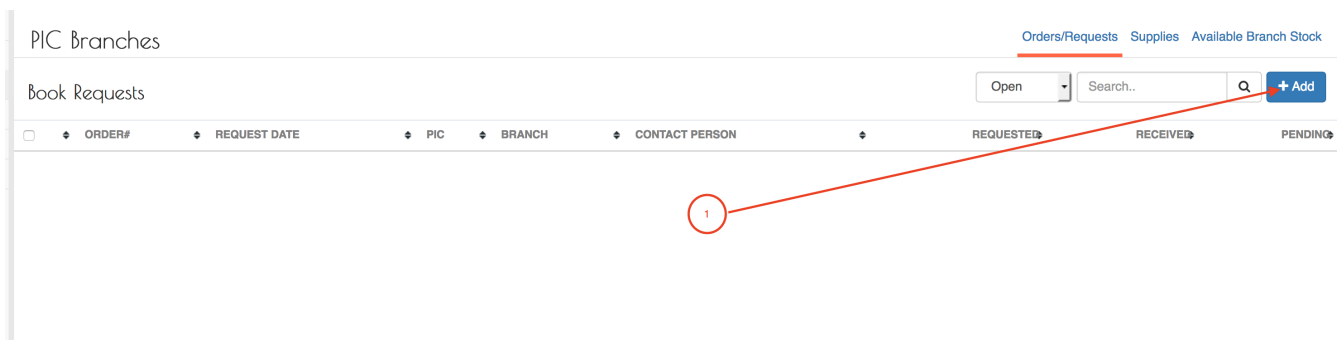 PIC Branches
Orders/Requests Supplies Available Branch Stock
Book Requests
Open Search.. + Add
ORDER# REQUEST DATE PIC BRANCH CONTACT PERSON REQUESTED RECEIVED PENDING
1